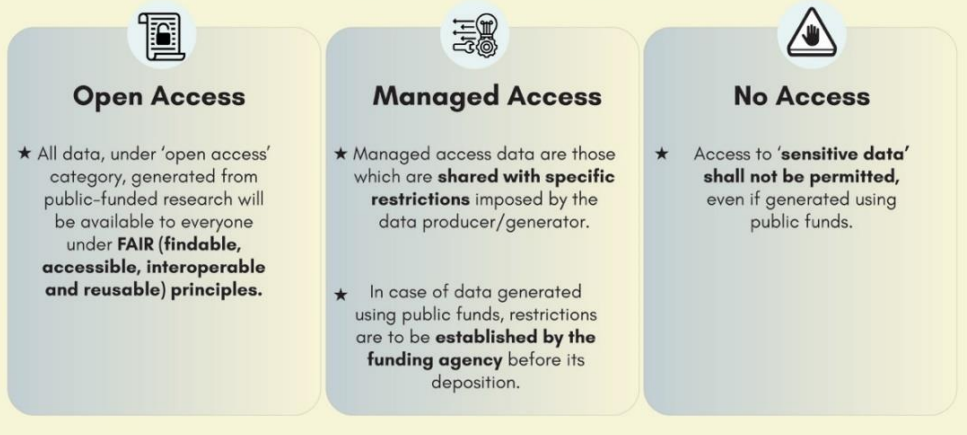 Open Access
★ All data, under ‘open access’
category, generated from
public-funded research will
be available to everyone
under FAIR (findable,
accessible, interoperable
and reusable) principles.
Managed Access
★ Managed access data are those
which are shared with specific
restrictions imposed by the
data producer/generator.
★ In case of data generated
using public funds, restrictions
are to be established by the
funding agency before its
deposition.
No Access
★ Access to ‘sensitive data’
shall not be permitted,
even if generated using
public funds.